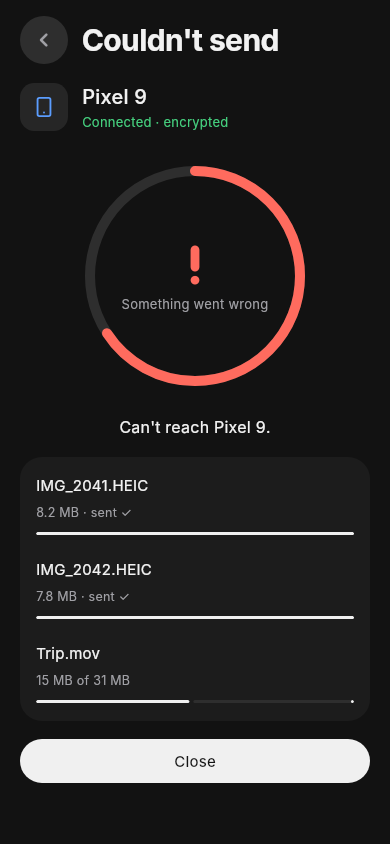 Couldn't send
Pixel 9
Connected · encrypted
Something went wrong
Can't reach Pixel 9.
IMG_2041.HEIC
8.2 MB · sent ✓
IMG_2042.HEIC
7.8 MB · sent ✓
Trip.mov
15 MB of 31 MB
Close